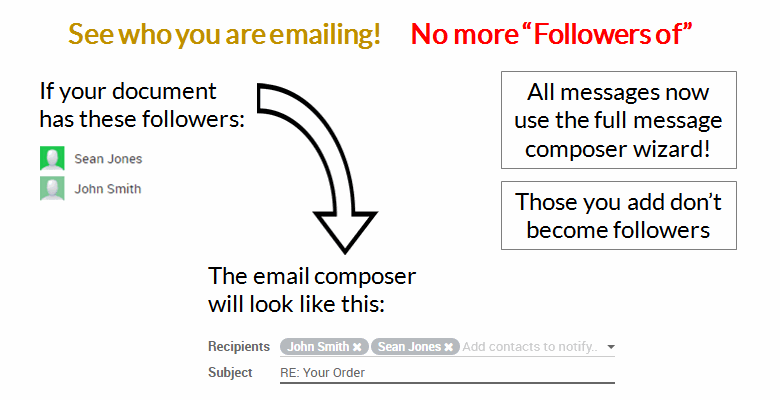 See who you are emailing! No more “Followers of”
If your document
has these followers:
Sean Jones
John Smith
All messages now
use the full message
composer wizard!
Those you add don’t
become followers
The email composer
will look like this:
Recipients John Smith ✖ Sean Jones ✖ Add contacts to notify..
Subject RE: Your Order